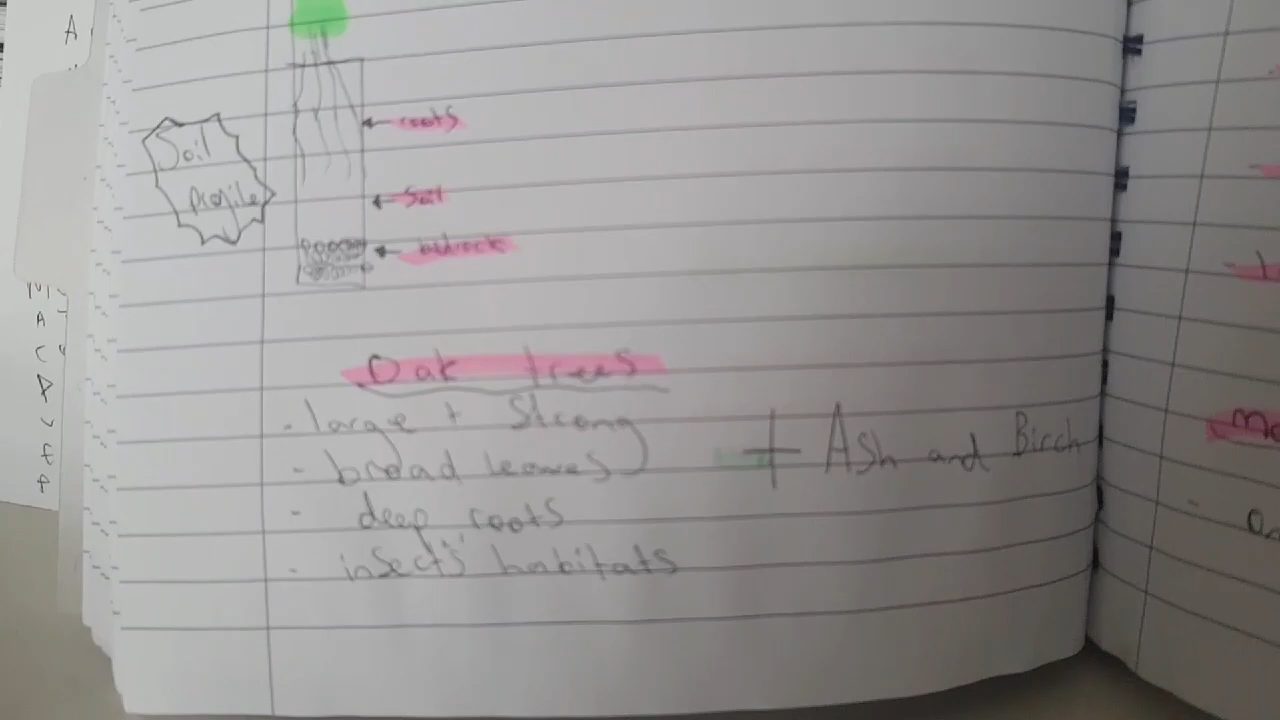 Soil
profile
roots
Soil
bedrock
Oak trees
- large + strong
- broad leaves
- deep roots
- insects' habitats
+ Ash and Birch